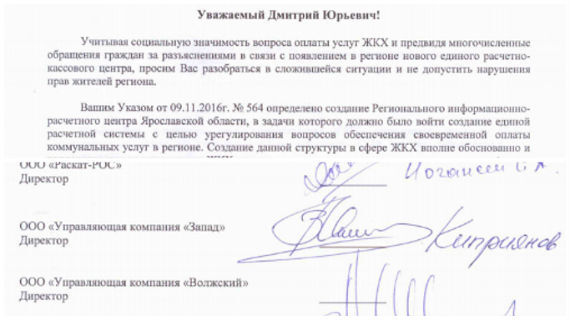 Уважаемый Дмитрий Юрьевич!
Учитывая социальную значимость вопроса оплаты услуг ЖКХ и предвидя многочисленные
обращения граждан за разъяснениями в связи с появлением в регионе нового единого расчетно-
кассового центра, просим Вас разобраться в сложившейся ситуации и не допустить нарушения
прав жителей региона.
Вашим Указом от 09.11.2016г. № 564 определено создание Регионального информационно-
расчетного центра Ярославской области, в задачи которого должно было войти создание единой
расчетной системы с целью урегулирования вопросов обеспечения своевременной оплаты
коммунальных услуг в регионе. Создание данной структуры в сфере ЖКХ вполне обоснованно и
ООО «Раскат-РОС»
Директор
ООО «Управляющая компания «Запад»
Директор
Киприянов
ООО «Управляющая компания «Волжский»
Директор